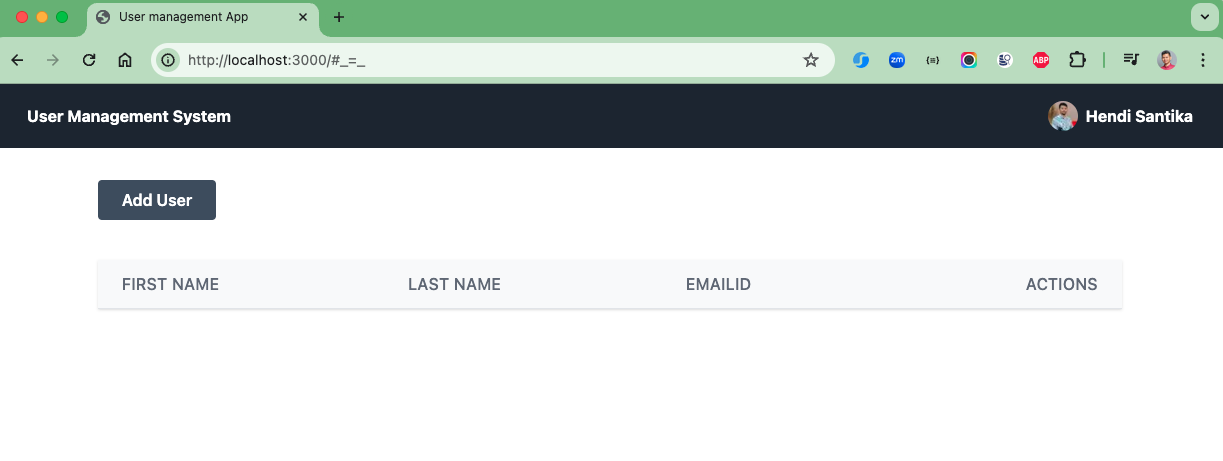 User management App
http://localhost:3000/#_=_
zm
{≡}
ABP
User Management System
Hendi Santika
Add User
FIRST NAME LAST NAME EMAILID ACTIONS